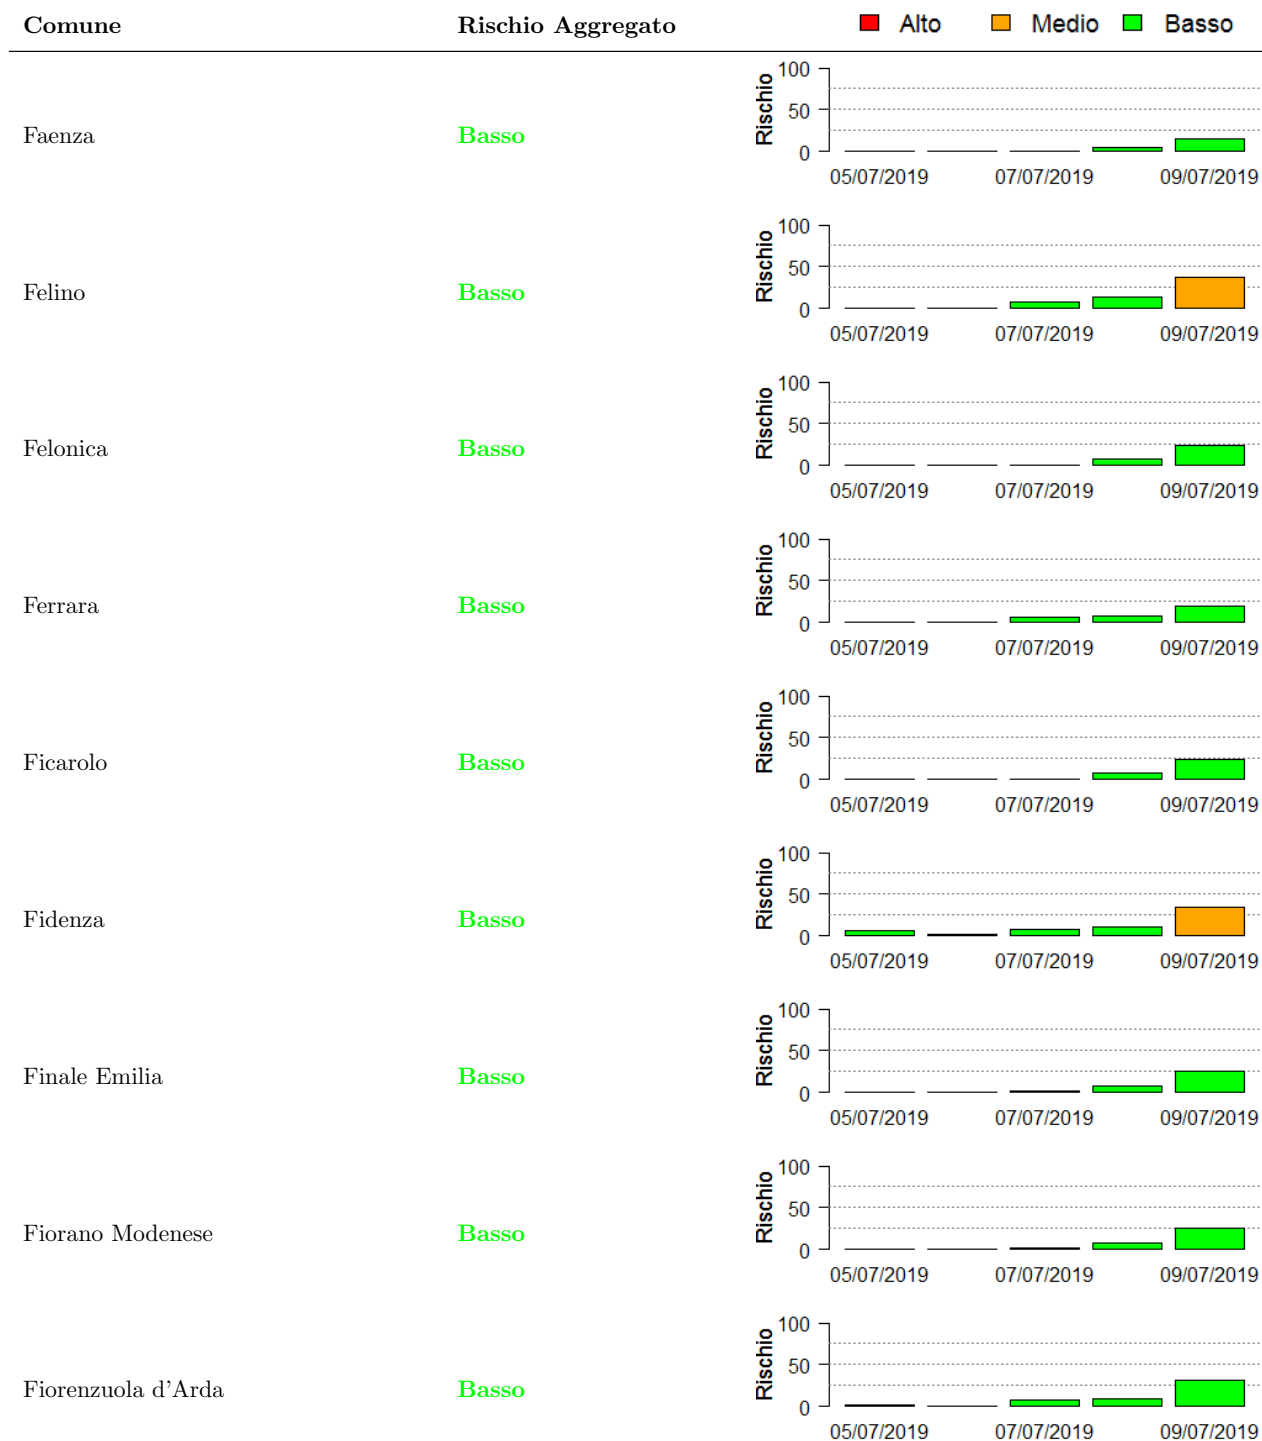 Comune Rischio Aggregato Alto Medio Basso
Faenza Basso
Rischio
100
50
0
05/07/2019 07/07/2019 09/07/2019
Felino Basso
Rischio
100
50
0
05/07/2019 07/07/2019 09/07/2019
Felonica Basso
Rischio
100
50
0
05/07/2019 07/07/2019 09/07/2019
Ferrara Basso
Rischio
100
50
0
05/07/2019 07/07/2019 09/07/2019
Ficarolo Basso
Rischio
100
50
0
05/07/2019 07/07/2019 09/07/2019
Fidenza Basso
Rischio
100
50
0
05/07/2019 07/07/2019 09/07/2019
Finale Emilia Basso
Rischio
100
50
0
05/07/2019 07/07/2019 09/07/2019
Fiorano Modenese Basso
Rischio
100
50
0
05/07/2019 07/07/2019 09/07/2019
Fiorenzuola d'Arda Basso
Rischio
100
50
0
05/07/2019 07/07/2019 09/07/2019